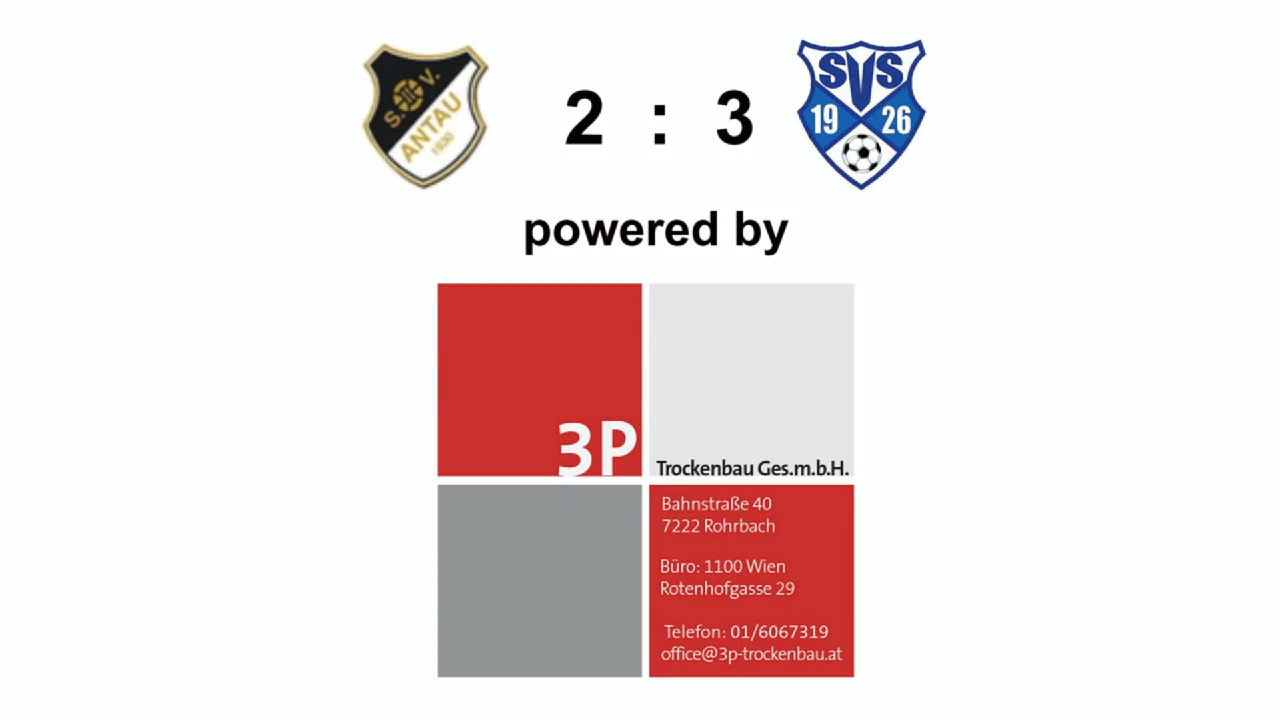 S. V.
ANTAU
1930
2 : 3
SVS
19 26
powered by
3P
Trockenbau Ges.m.b.H.
Bahnstraße 40
7222 Rohrbach
Büro: 1100 Wien
Rotenhofgasse 29
Telefon: 01/6067319
office@3p-trockenbau.at